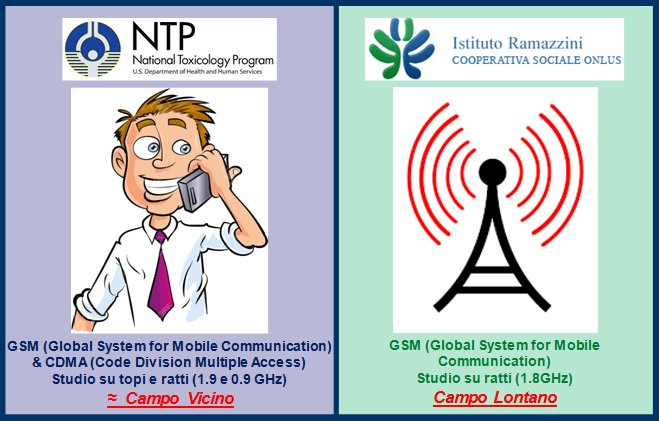 NTP
National Toxicology Program
U.S. Department of Health and Human Services
GSM (Global System for Mobile Communication)
& CDMA (Code Division Multiple Access)
Studio su topi e ratti (1.9 e 0.9 GHz)
≈ Campo Vicino
Istituto Ramazzini
COOPERATIVA SOCIALE ONLUS
GSM (Global System for Mobile
Communication)
Studio su ratti (1.8GHz)
Campo Lontano